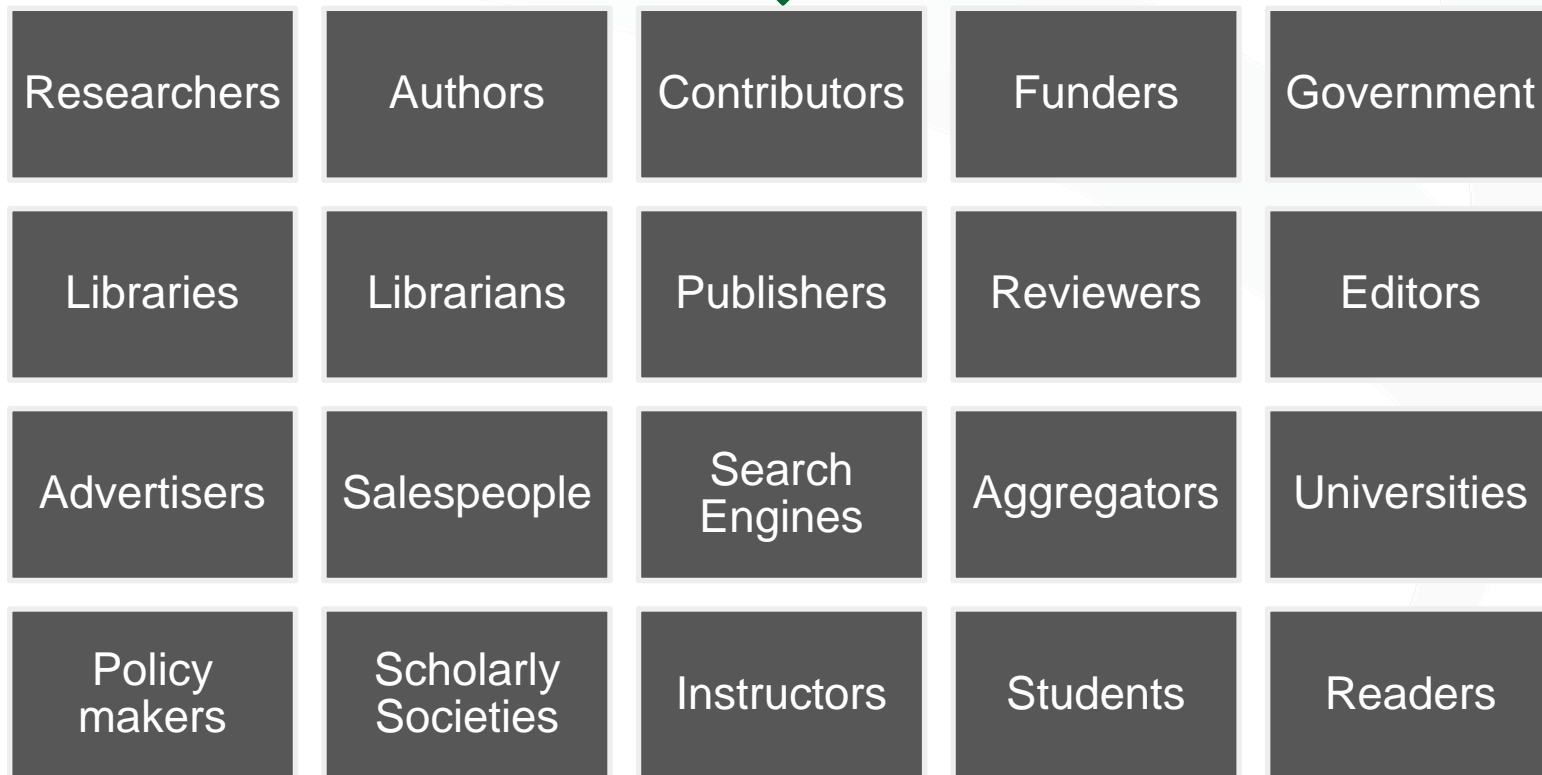 Researchers
Authors
Contributors
Funders
Government
Libraries
Librarians
Publishers
Reviewers
Editors
Advertisers
Salespeople
Search
Engines
Aggregators
Universities
Policy
makers
Scholarly
Societies
Instructors
Students
Readers